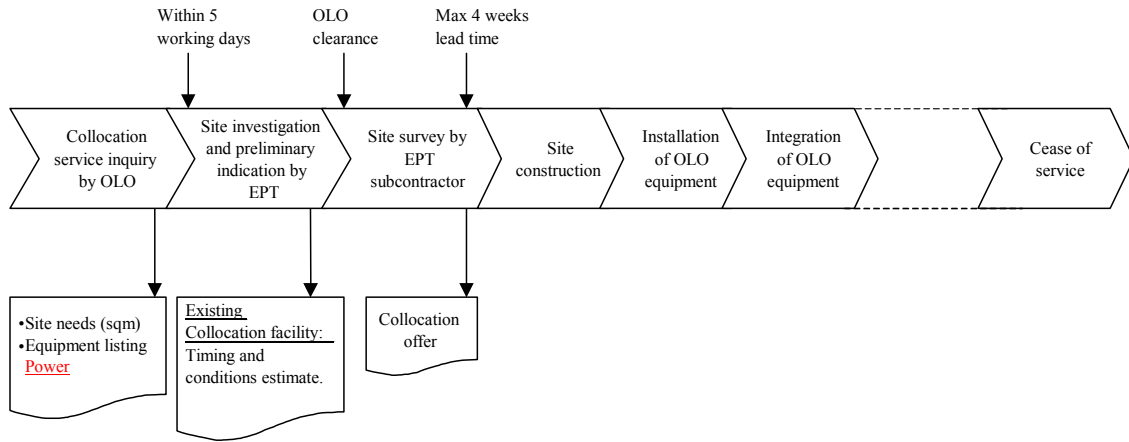 Within 5
working days
OLO
clearance
Max 4 weeks
lead time
Collocation
service inquiry
by OLO
Site investigation
and preliminary
indication by
EPT
Site survey by
EPT
subcontractor
Site
construction
Installation
of OLO
equipment
Integration
of OLO
equipment
Cease of
service
•Site needs (sqm)
•Equipment listing
Power
Existing
Collocation facility:
Timing and
conditions estimate.
Collocation
offer